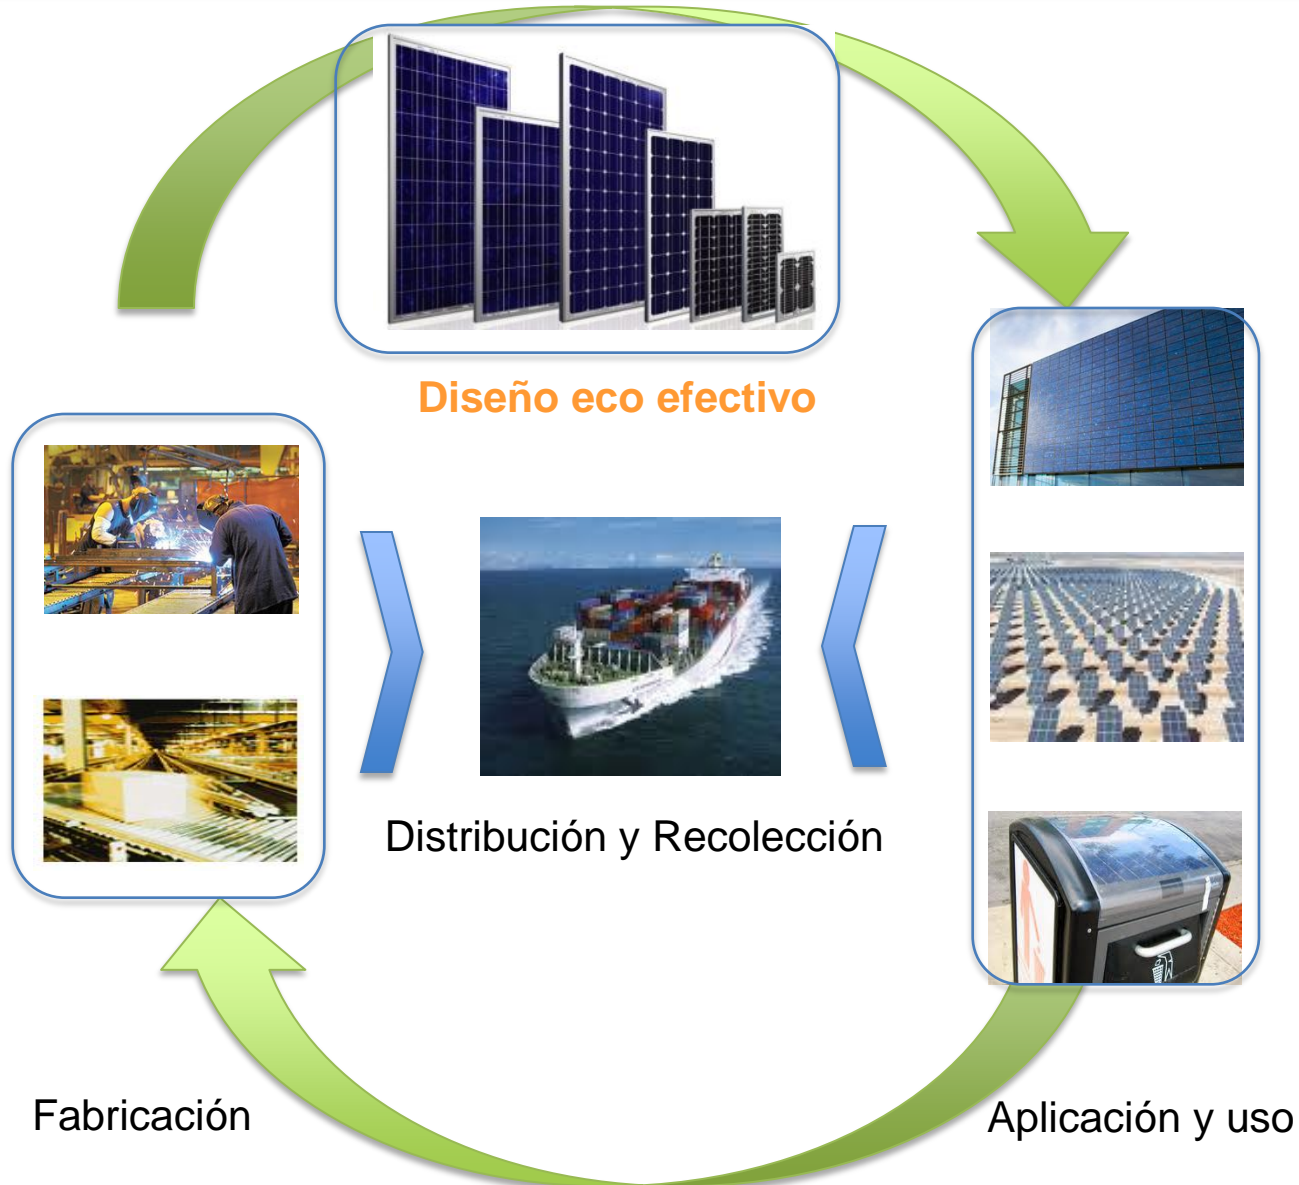 Diseño eco efectivo
Distribución y Recolección
Fabricación
Aplicación y uso